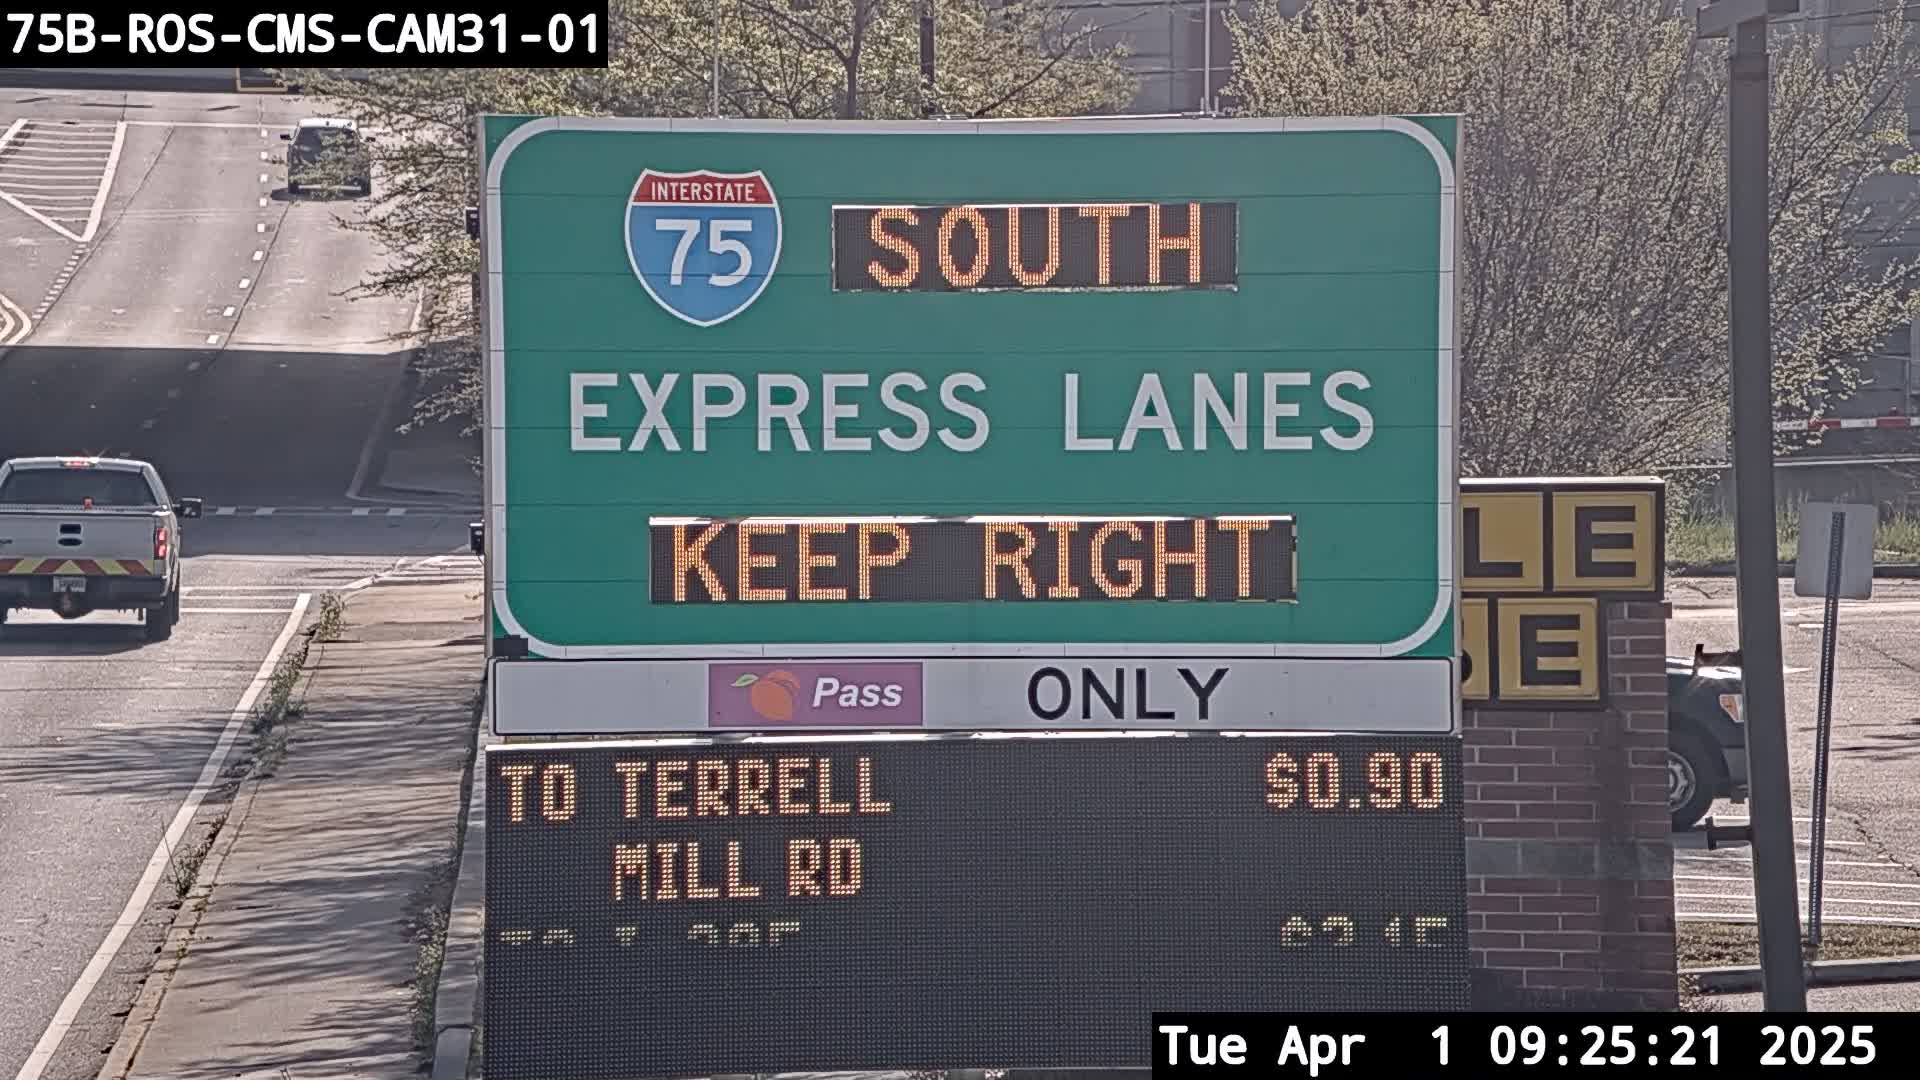 75B-ROS-CMS-CAM31-01
INTERSTATE
75
SOUTH
EXPRESS LANES
KEEP RIGHT
LE
E
Pass ONLY
TO TERRELL $0.90
MILL RD
Tue Apr 1 09:25:21 2025